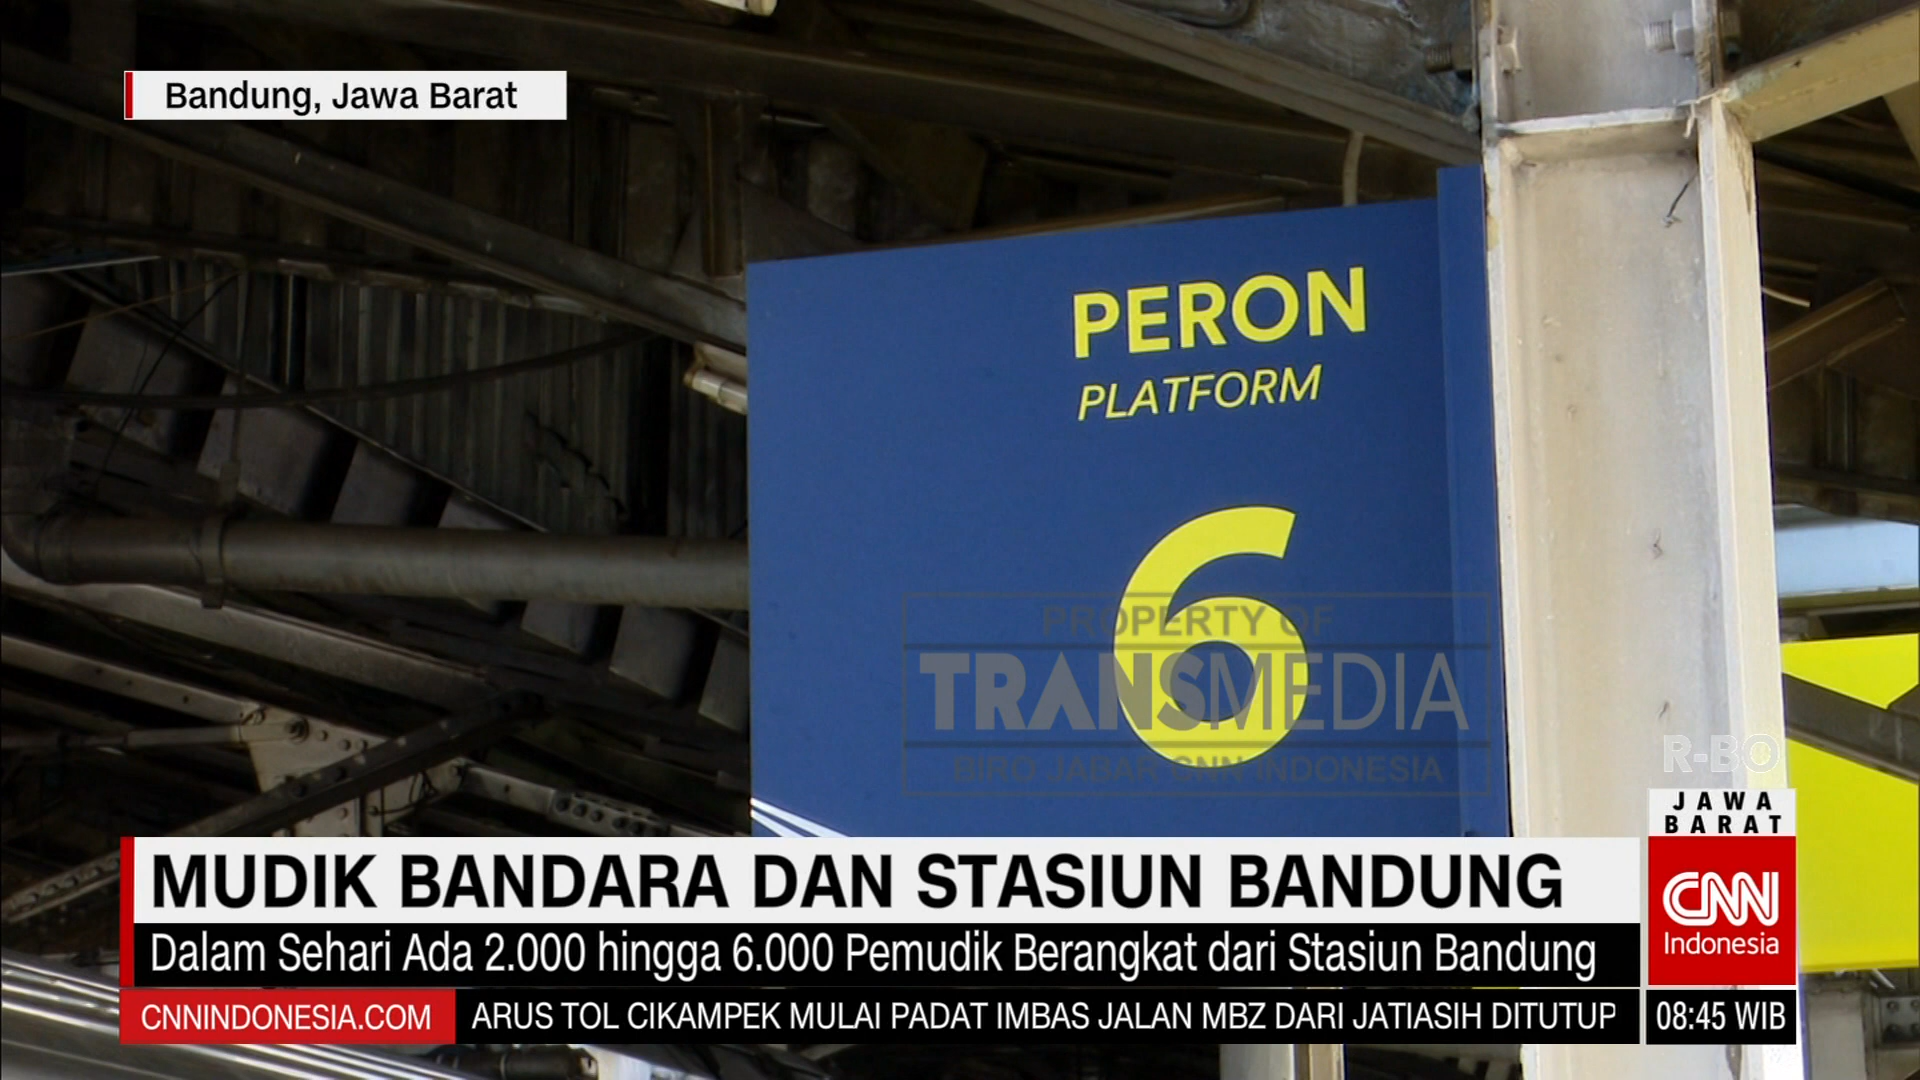 Bandung, Jawa Barat
PERON
PLATFORM
6
PROPERTY OF
TRANSMEDIA
BIRO JABAR CNN INDONESIA
R-BO
JAWA
BARAT
CNN
Indonesia
MUDIK BANDARA DAN STASIUN BANDUNG
Dalam Sehari Ada 2.000 hingga 6.000 Pemudik Berangkat dari Stasiun Bandung
CNNINDONESIA.COM
ARUS TOL CIKAMPEK MULAI PADAT IMBAS JALAN MBZ DARI JATIASIH DITUTUP
08:45 WIB